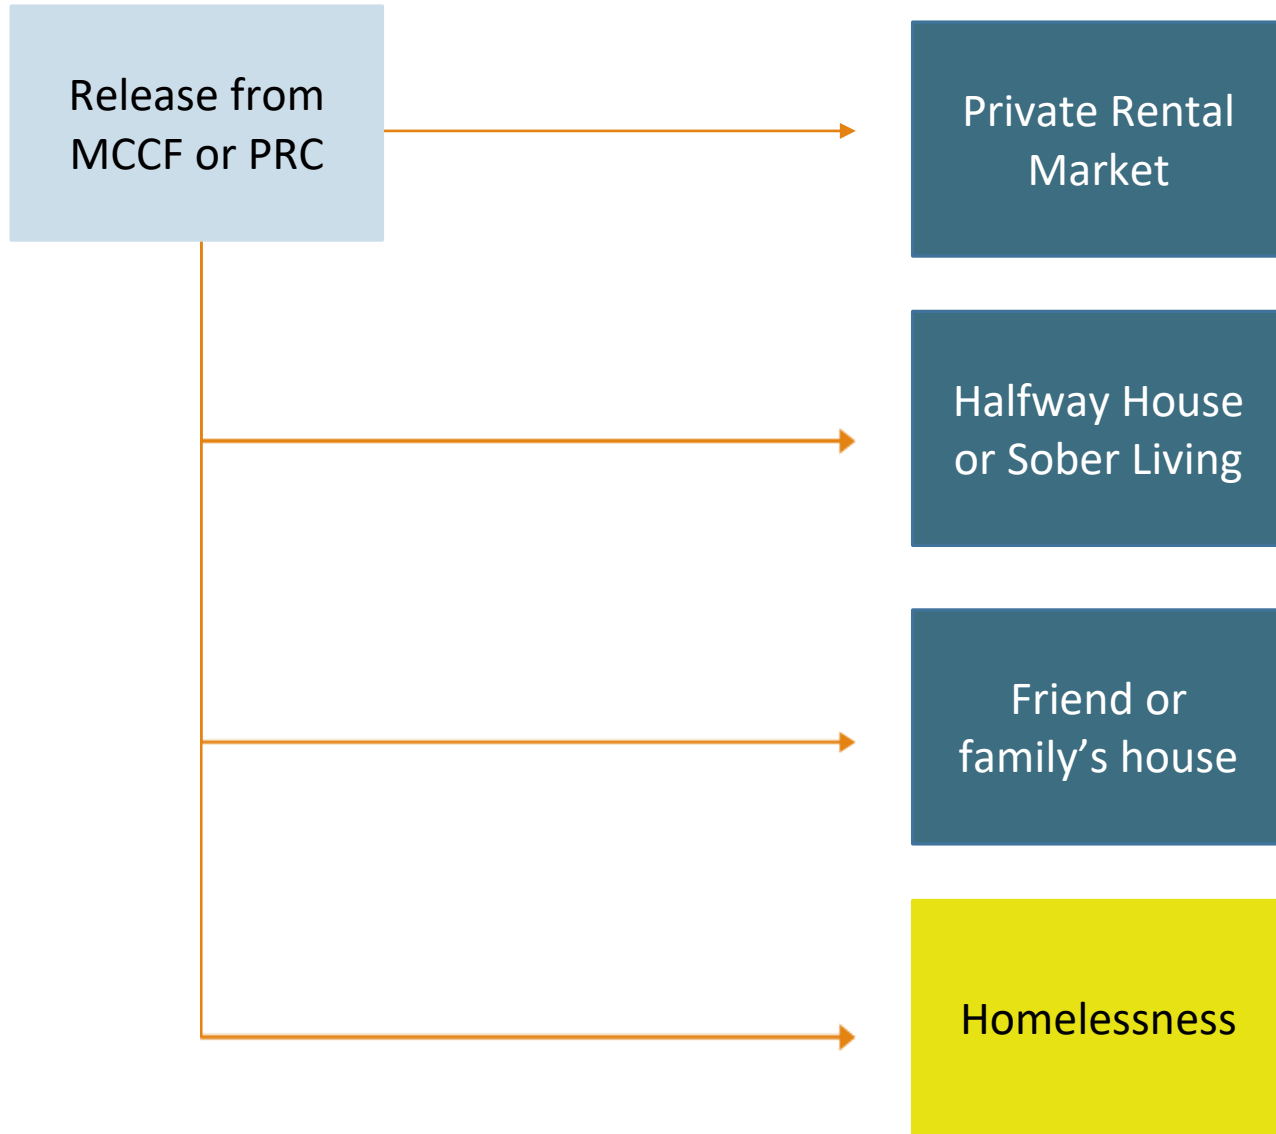 Release from
MCCF or PRC
Private Rental
Market
Halfway House
or Sober Living
Friend or
family’s house
Homelessness